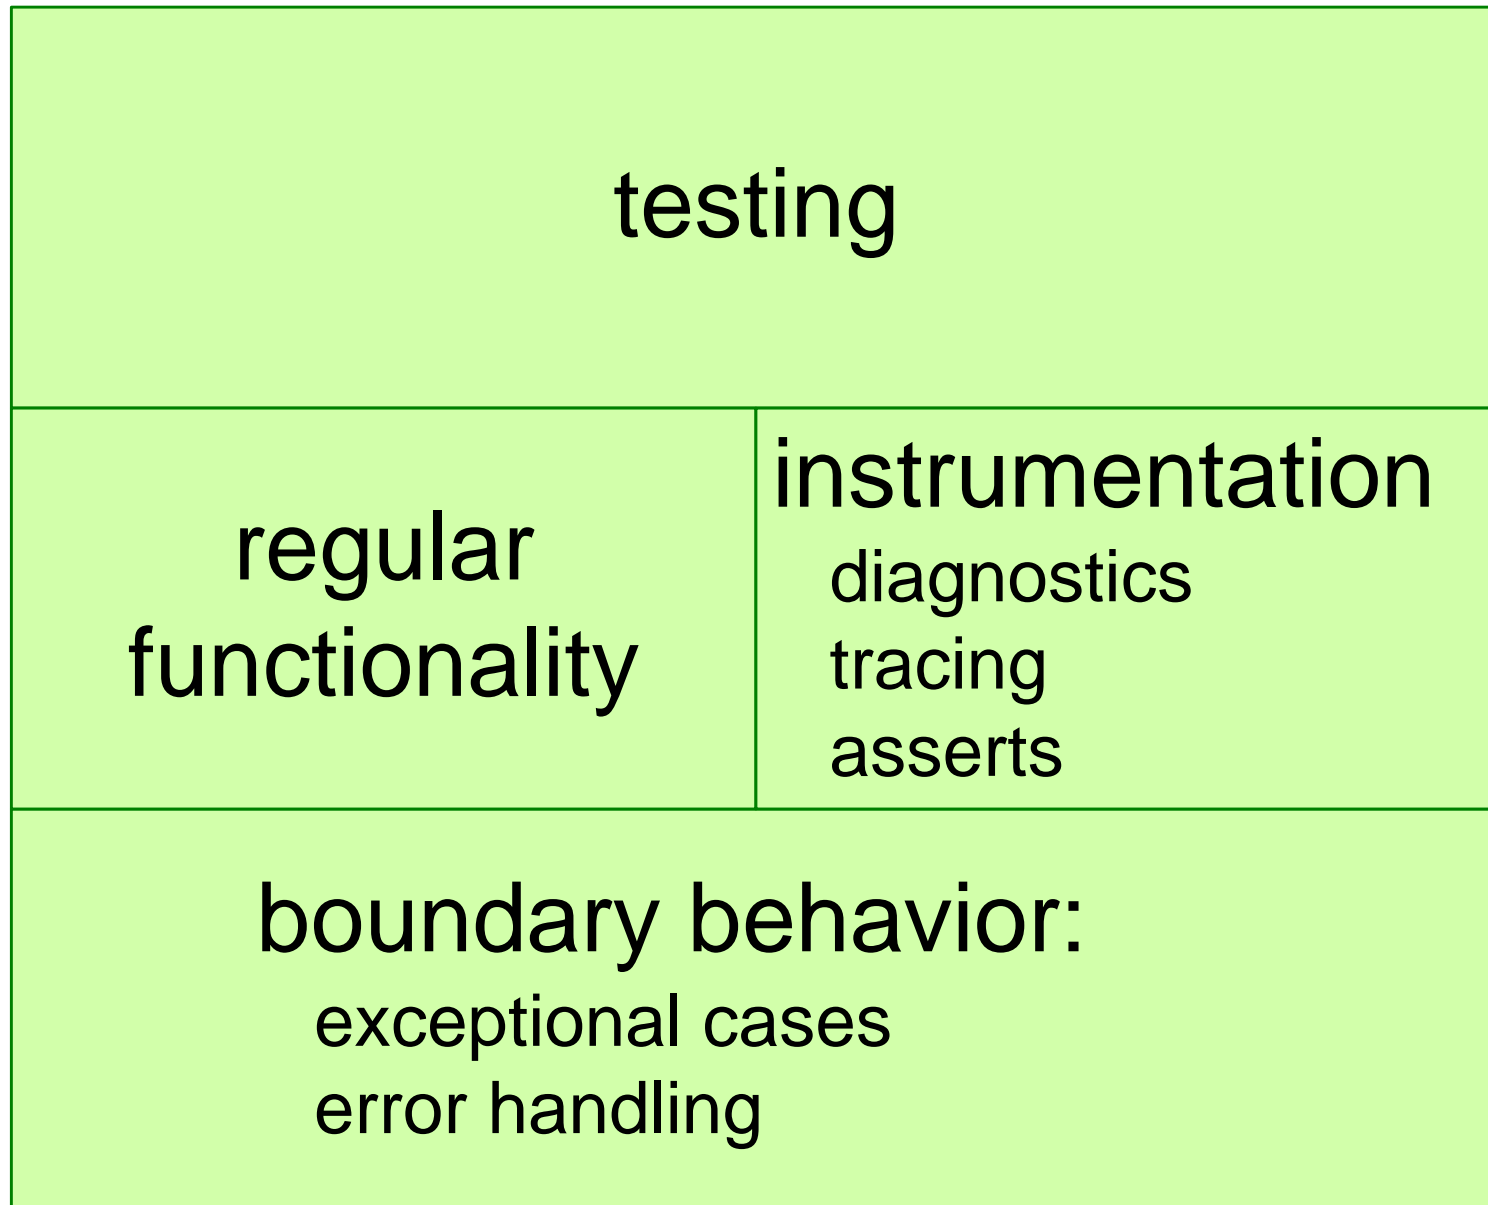 testing
regular
functionality
instrumentation
diagnostics
tracing
asserts
boundary behavior:
exceptional cases
error handling